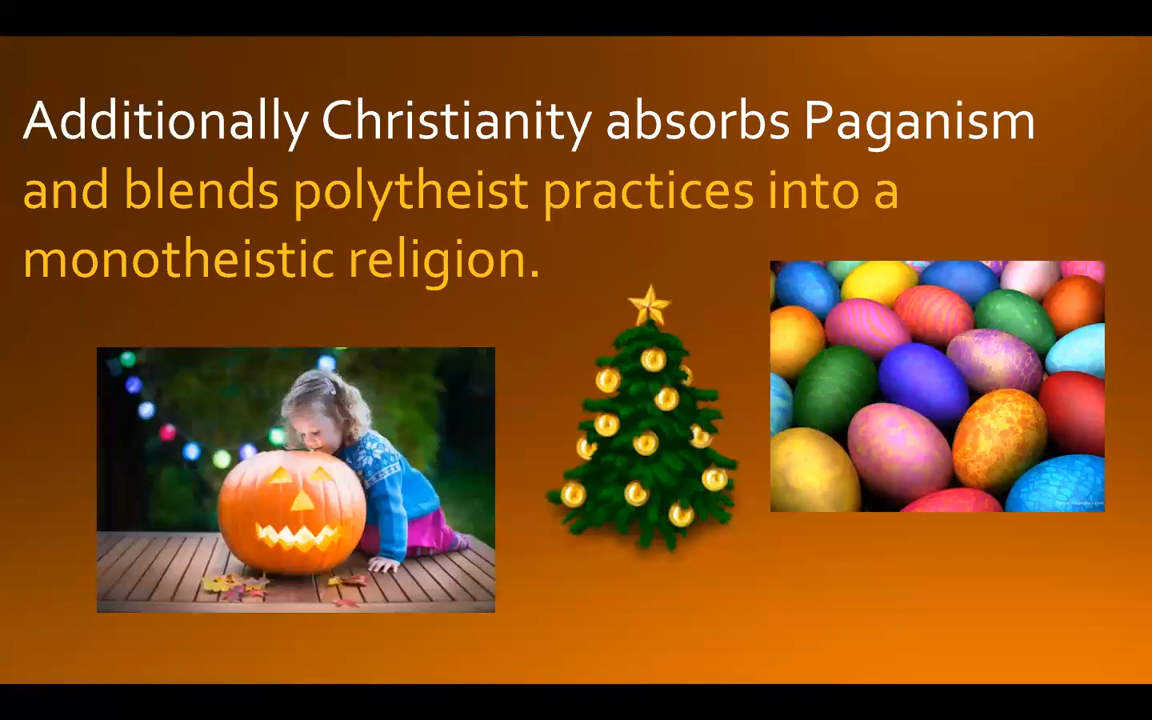 Additionally Christianity absorbs Paganism
and blends polytheist practices into a
monotheistic religion.